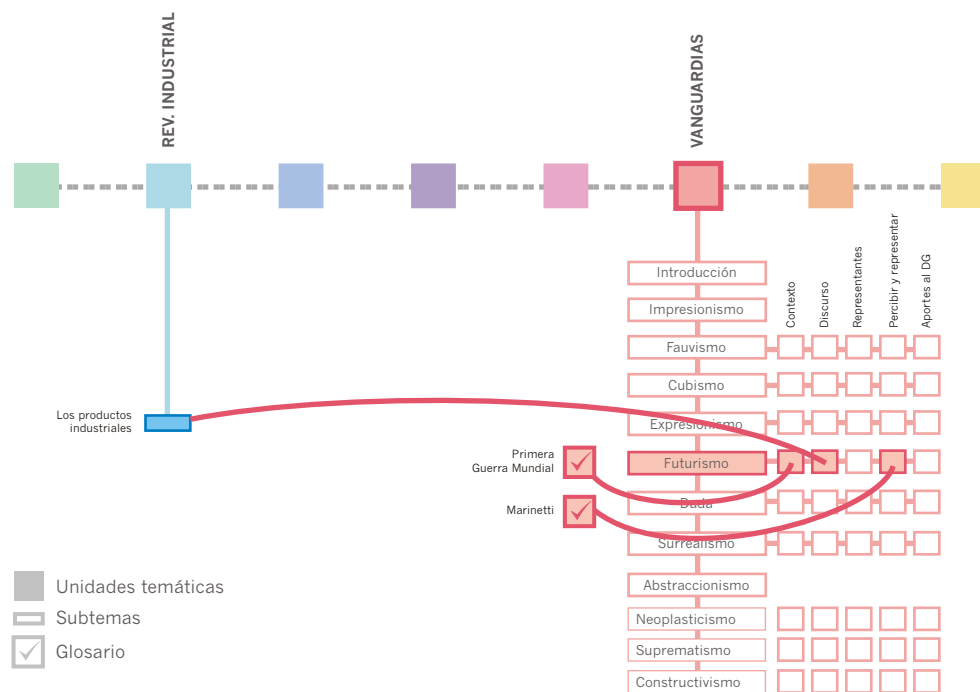 REV. INDUSTRIAL
VANGUARDIAS
Contexto
Discurso
Representantes
Percibir y representar
Aportes al DG
Introducción
Impresionismo
Fauvismo
Cubismo
Expresionismo
Futurismo
Dada
Surrealismo
Abstraccionismo
Neoplasticismo
Suprematismo
Constructivismo
Los productos
industriales
Primera
Guerra Mundial
Marinetti
Unidades temáticas
Subtemas
Glosario